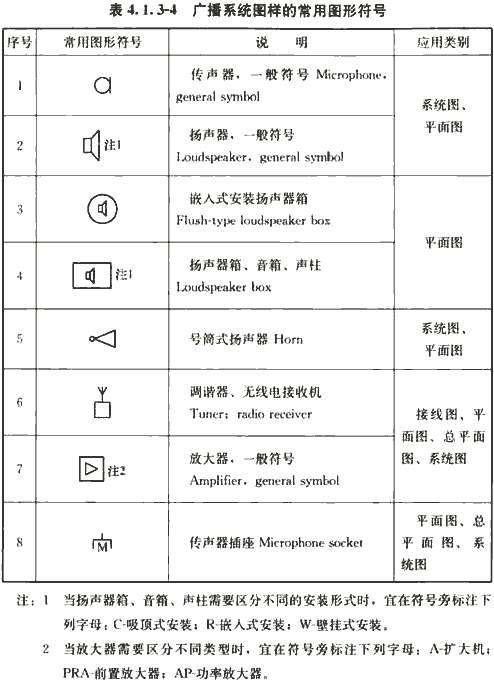 表 4.1.3-4 广播系统图样的常用图形符号
序号 常用图形符号 说 明 应用类别
1 传声器，一般符号 Microphone，
general symbol
系统图、
平面图
2 注1 扬声器，一般符号
Loudspeaker，general symbol
3 嵌入式安装扬声器箱
Flush-type loudspeaker box
平面图
4 注1 扬声器箱、音箱、声柱
Loudspeaker box
5 号筒式扬声器 Horn
系统图、
平面图
6 调谐器、无线电接收机
Tuner；radio receiver
接线图、平
面图、总平面
图、系统图
7 注2 放大器，一般符号
Amplifier，general symbol
8 M 传声器插座 Microphone socket
平面图、总
平面图、系
统图
注：1 当扬声器箱、音箱、声柱需要区分不同的安装形式时，宜在符号旁标注下
列字母：C-吸顶式安装；R-嵌入式安装；W-壁挂式安装。
2 当放大器需要区分不同类型时，宜在符号旁标注下列字母：A-扩大机；
PRA-前置放大器；AP-功率放大器。